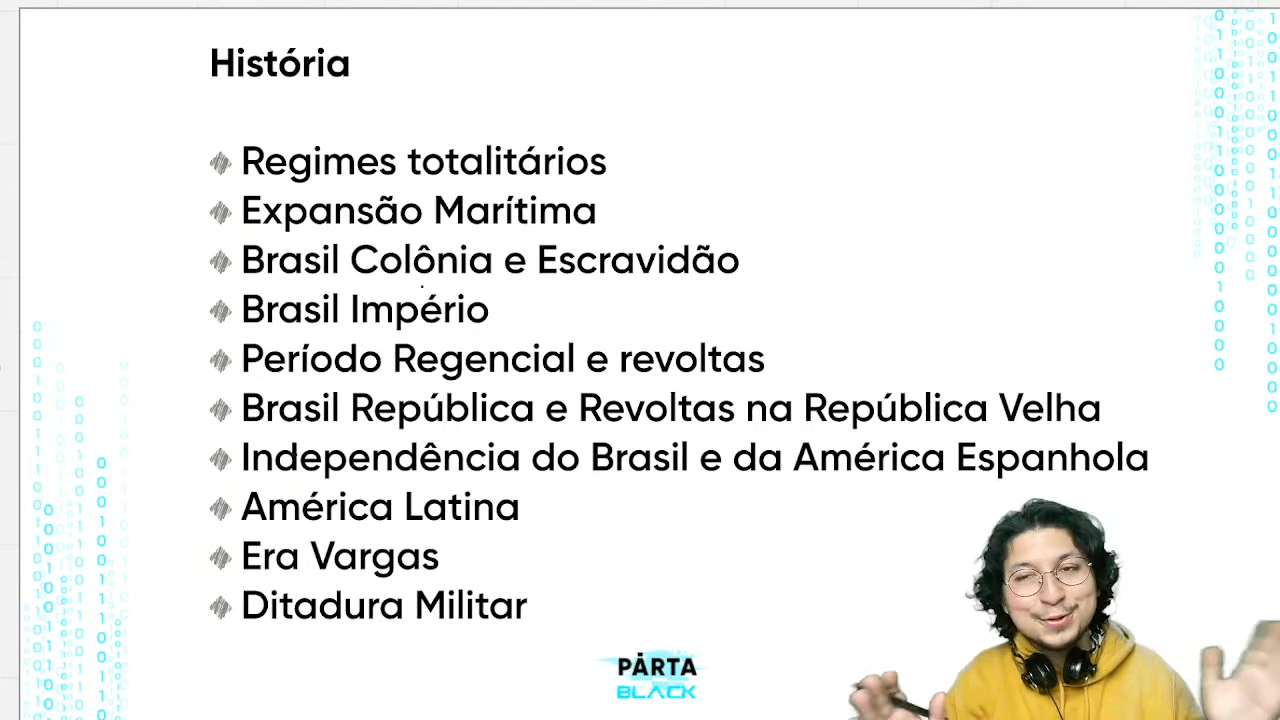 História
Regimes totalitários
Expansão Marítima
Brasil Colônia e Escravidão
Brasil Império
Período Regencial e revoltas
Brasil República e Revoltas na República Velha
Independência do Brasil e da América Espanhola
América Latina
Era Vargas
Ditadura Militar
PÅRTA
BLACK